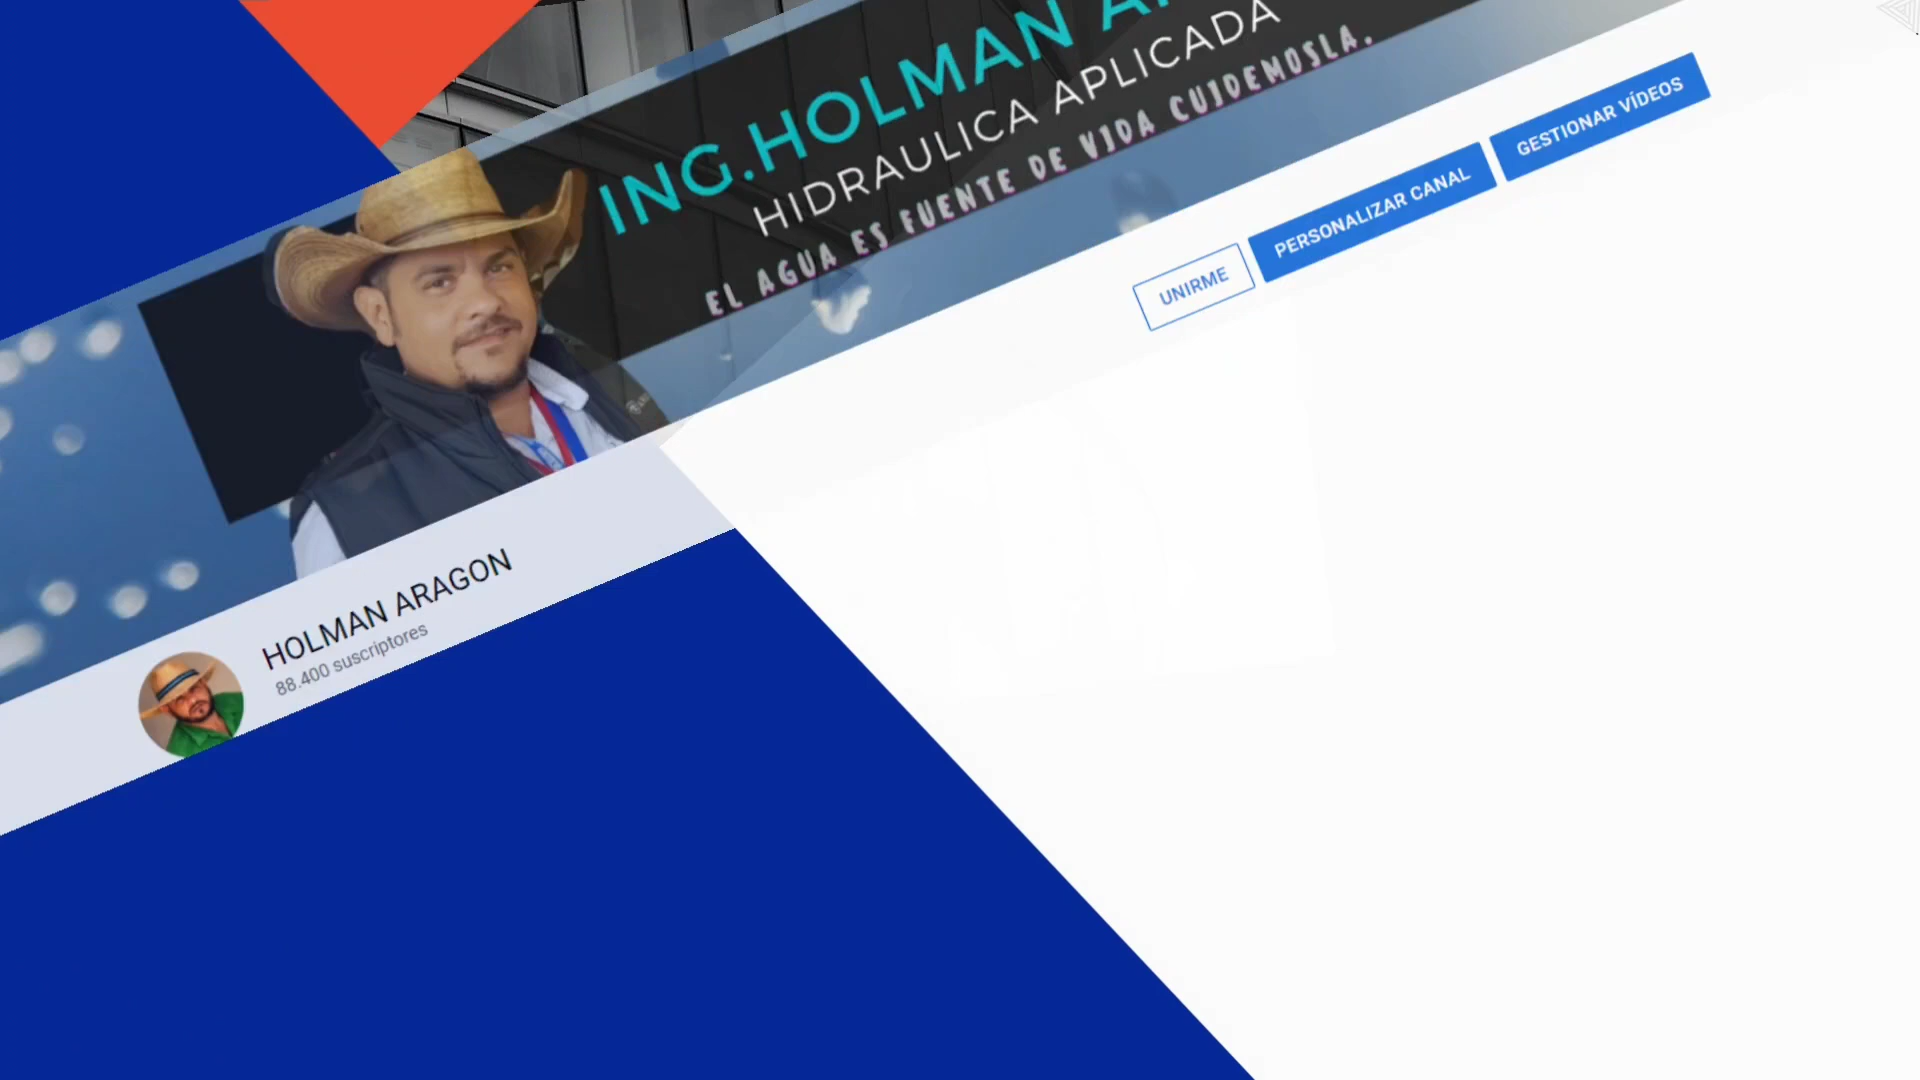 ING.HOLMAN
HIDRAULICA APLICADA
EL AGUA ES FUENTE DE VIDA CUIDEMOSLA.
UNIRME
PERSONALIZAR CANAL
GESTIONAR VÍDEOS
HOLMAN ARAGON
88.400 suscriptores